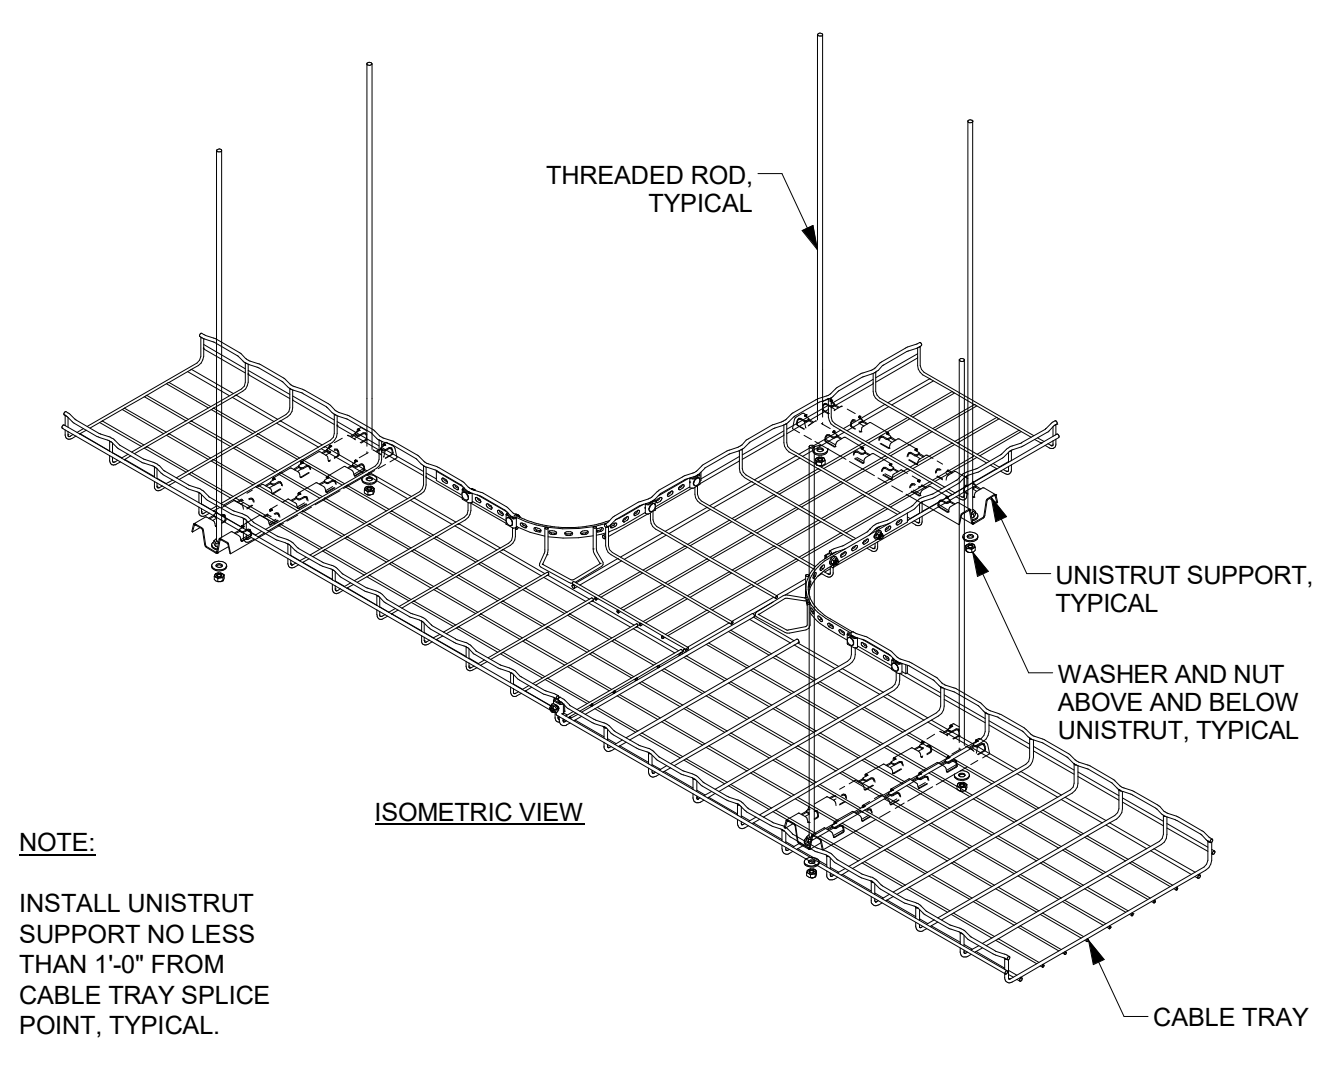 THREADED ROD,
TYPICAL
UNISTRUT SUPPORT,
TYPICAL
WASHER AND NUT
ABOVE AND BELOW
UNISTRUT, TYPICAL
ISOMETRIC VIEW
NOTE:
INSTALL UNISTRUT
SUPPORT NO LESS
THAN 1'-0" FROM
CABLE TRAY SPLICE
POINT, TYPICAL.
CABLE TRAY